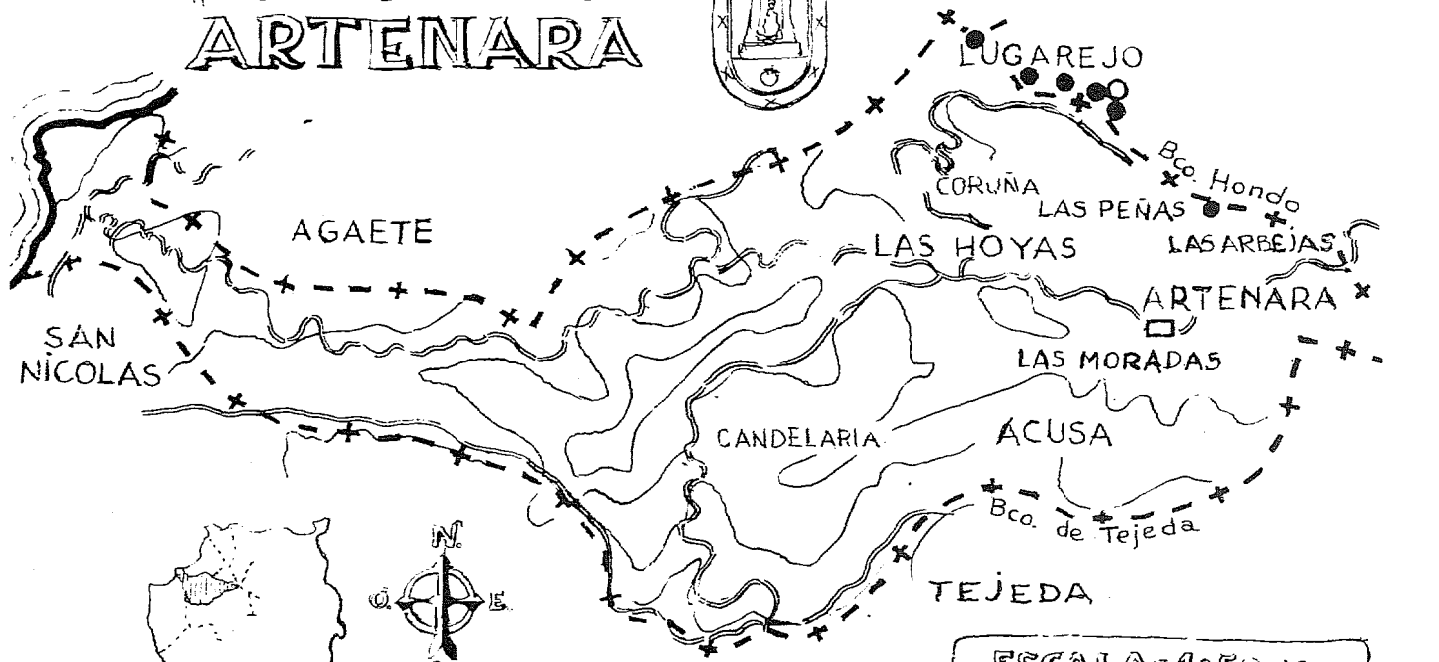 ARTENARA
LUGAREJO
Bco. Hondo
CORUÑA
LAS PEÑAS
AGAETE
LAS HOYAS
LAS ARBEJAS
ARTENARA
SAN
NICOLAS
LAS MORADAS
CANDELARIA
ACUSA
Bco. de Tejeda
N.
O.
E.
TEJEDA
ESCALA